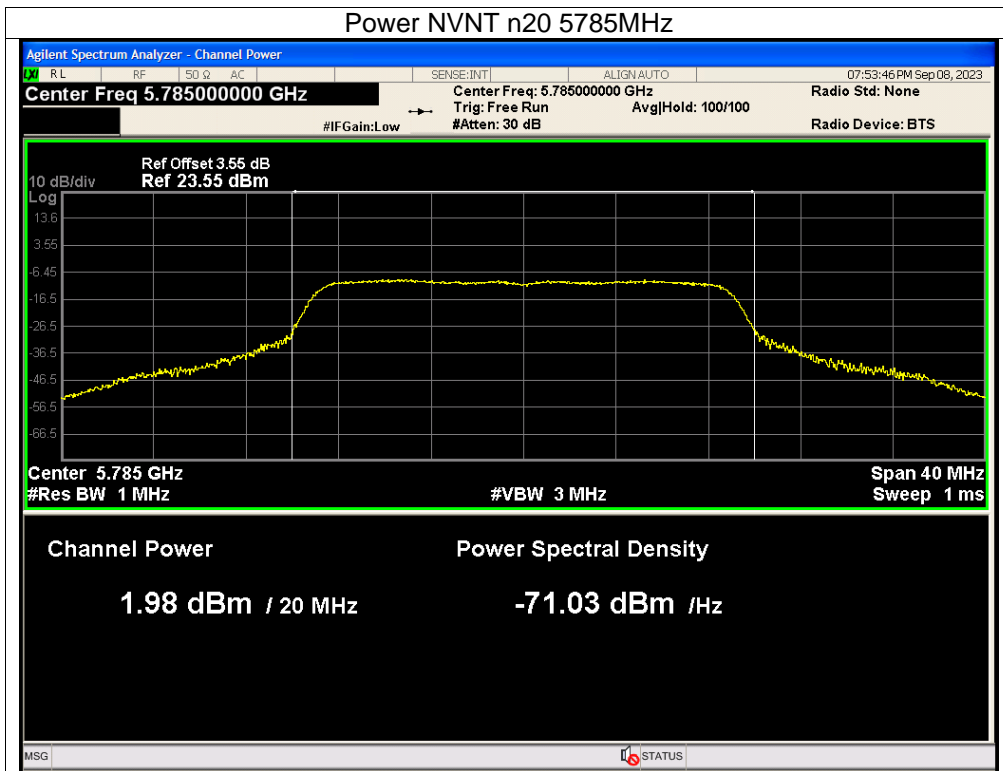 Power NVNT n20 5785MHz
Agilent Spectrum Analyzer - Channel Power
LXI RL RF 50 Ω AC SENSE:INT ALIGN AUTO 07:53:46 PM Sep 08, 2023
Center Freq 5.785000000 GHz Center Freq: 5.785000000 GHz Radio Std: None
Trig: Free Run Avg|Hold: 100/100
#IFGain:Low #Atten: 30 dB Radio Device: BTS
Ref Offset 3.55 dB
10 dB/div Ref 23.55 dBm
Log
13.6
3.55
-6.45
-16.5
-26.5
-36.5
-46.5
-56.5
-66.5
Center 5.785 GHz Span 40 MHz
#Res BW 1 MHz #VBW 3 MHz Sweep 1 ms
Channel Power Power Spectral Density
1.98 dBm / 20 MHz -71.03 dBm /Hz
MSG STATUS